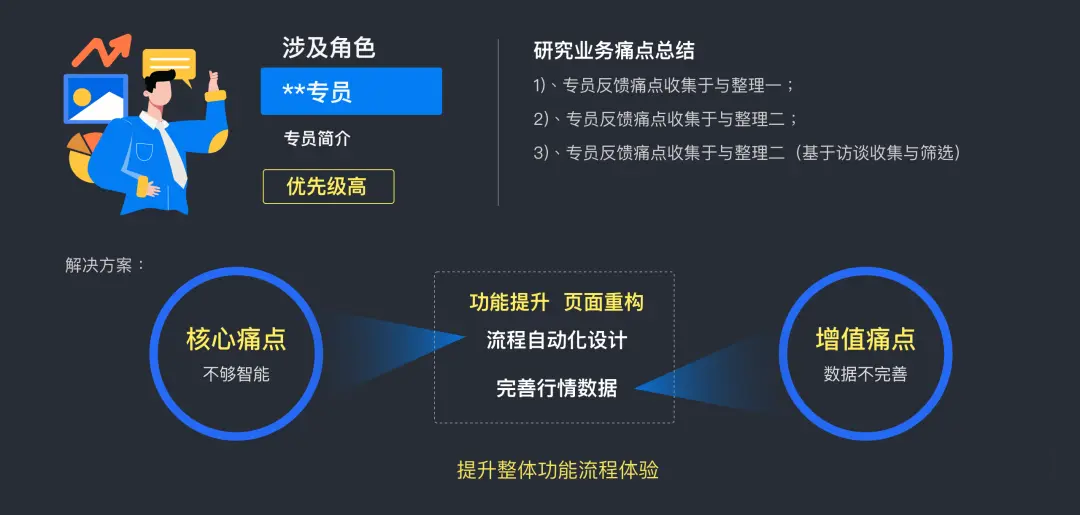 涉及角色
**专员
专员简介
优先级高
研究业务痛点总结
1)、专员反馈痛点收集于与整理一；
2)、专员反馈痛点收集于与整理二；
3)、专员反馈痛点收集于与整理二（基于访谈收集与筛选）
解决方案：
核心痛点
不够智能
功能提升 页面重构
流程自动化设计
完善行情数据
增值痛点
数据不完善
提升整体功能流程体验